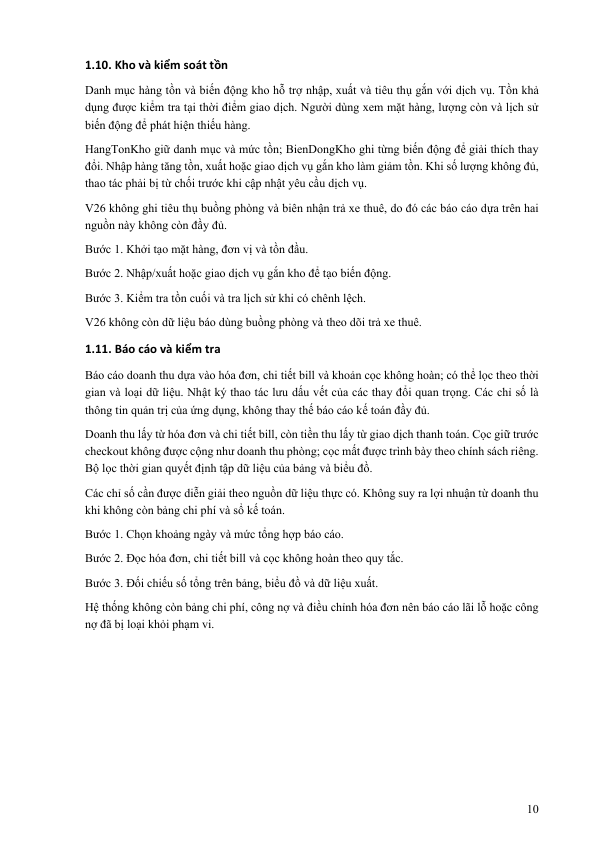 1.10. Kho và kiểm soát tồn
Danh mục hàng tồn và biến động kho hỗ trợ nhập, xuất và tiêu thụ gắn với dịch vụ. Tồn khả
dụng được kiểm tra tại thời điểm giao dịch. Người dùng xem mặt hàng, lượng còn và lịch sử
biến động để phát hiện thiếu hàng.
HangTonKho giữ danh mục và mức tồn; BienDongKho ghi từng biến động để giải thích thay
đổi. Nhập hàng tăng tồn, xuất hoặc giao dịch vụ gắn kho làm giảm tồn. Khi số lượng không đủ,
thao tác phải bị từ chối trước khi cập nhật yêu cầu dịch vụ.
V26 không ghi tiêu thụ buồng phòng và biên nhận trả xe thuê, do đó các báo cáo dựa trên hai
nguồn này không còn đầy đủ.
Bước 1. Khởi tạo mặt hàng, đơn vị và tồn đầu.
Bước 2. Nhập/xuất hoặc giao dịch vụ gắn kho để tạo biến động.
Bước 3. Kiểm tra tồn cuối và tra lịch sử khi có chênh lệch.
V26 không còn dữ liệu báo dùng buồng phòng và theo dõi trả xe thuê.
1.11. Báo cáo và kiểm tra
Báo cáo doanh thu dựa vào hóa đơn, chi tiết bill và khoản cọc không hoàn; có thể lọc theo thời
gian và loại dữ liệu. Nhật ký thao tác lưu dấu vết của các thay đổi quan trọng. Các chỉ số là
thông tin quản trị của ứng dụng, không thay thế báo cáo kế toán đầy đủ.
Doanh thu lấy từ hóa đơn và chi tiết bill, còn tiền thu lấy từ giao dịch thanh toán. Cọc giữ trước
checkout không được cộng như doanh thu phòng; cọc mất được trình bày theo chính sách riêng.
Bộ lọc thời gian quyết định tập dữ liệu của bảng và biểu đồ.
Các chỉ số cần được diễn giải theo nguồn dữ liệu thực có. Không suy ra lợi nhuận từ doanh thu
khi không còn bảng chi phí và sổ kế toán.
Bước 1. Chọn khoảng ngày và mức tổng hợp báo cáo.
Bước 2. Đọc hóa đơn, chi tiết bill và cọc không hoàn theo quy tắc.
Bước 3. Đối chiếu số tổng trên bảng, biểu đồ và dữ liệu xuất.
Hệ thống không còn bảng chi phí, công nợ và điều chỉnh hóa đơn nên báo cáo lãi lỗ hoặc công
nợ đã bị loại khỏi phạm vi.
10